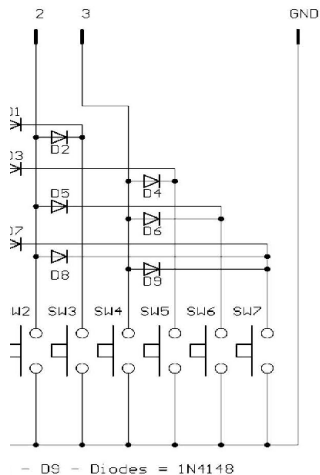 2 3 GND
D1
D2
D3
D4
D5
D6
D7
D8
D9
SW2 SW3 SW4 SW5 SW6 SW7
- D9 - Diodes = 1N4148